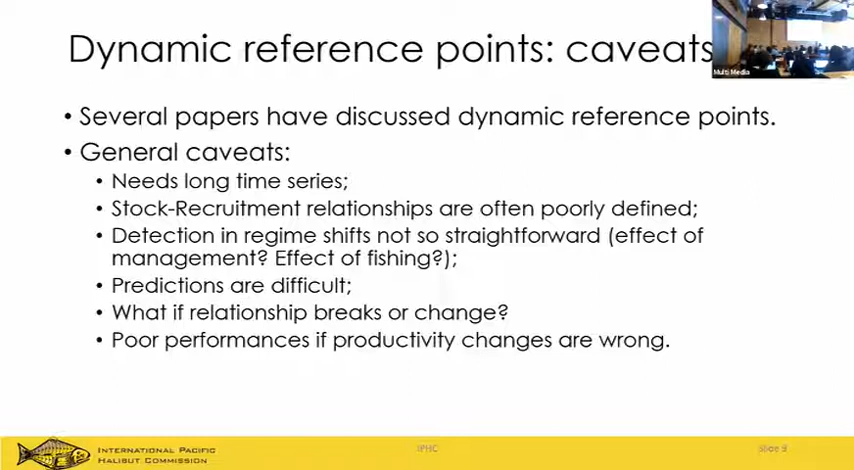 Dynamic reference points: caveats
Multi Media
• Several papers have discussed dynamic reference points.
• General caveats:
• Needs long time series;
• Stock-Recruitment relationships are often poorly defined;
• Detection in regime shifts not so straightforward (effect of
management? Effect of fishing?);
• Predictions are difficult;
• What if relationship breaks or change?
• Poor performances if productivity changes are wrong.
INTERNATIONAL PACIFIC
HALIBUT COMMISSION
IPHC
Slide 9